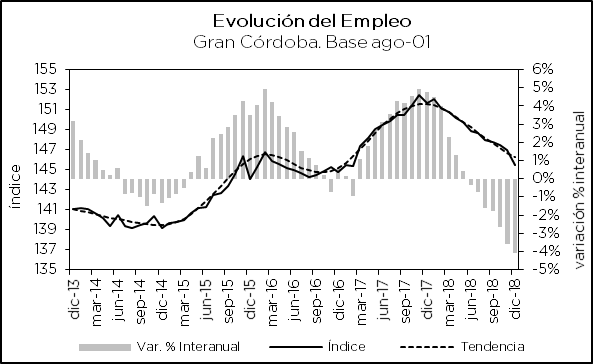 Evolución del Empleo
Gran Córdoba. Base ago-01
155
153
151
149
147
145
143
141
139
137
135
índice
6%
5%
4%
3%
2%
1%
0%
-1%
-2%
-3%
-4%
-5%
variación % interanual
dic-13
mar-14
jun-14
sep-14
dic-14
mar-15
jun-15
sep-15
dic-15
mar-16
jun-16
sep-16
dic-16
mar-17
jun-17
sep-17
dic-17
mar-18
jun-18
sep-18
dic-18
Var. % Interanual
Índice
Tendencia